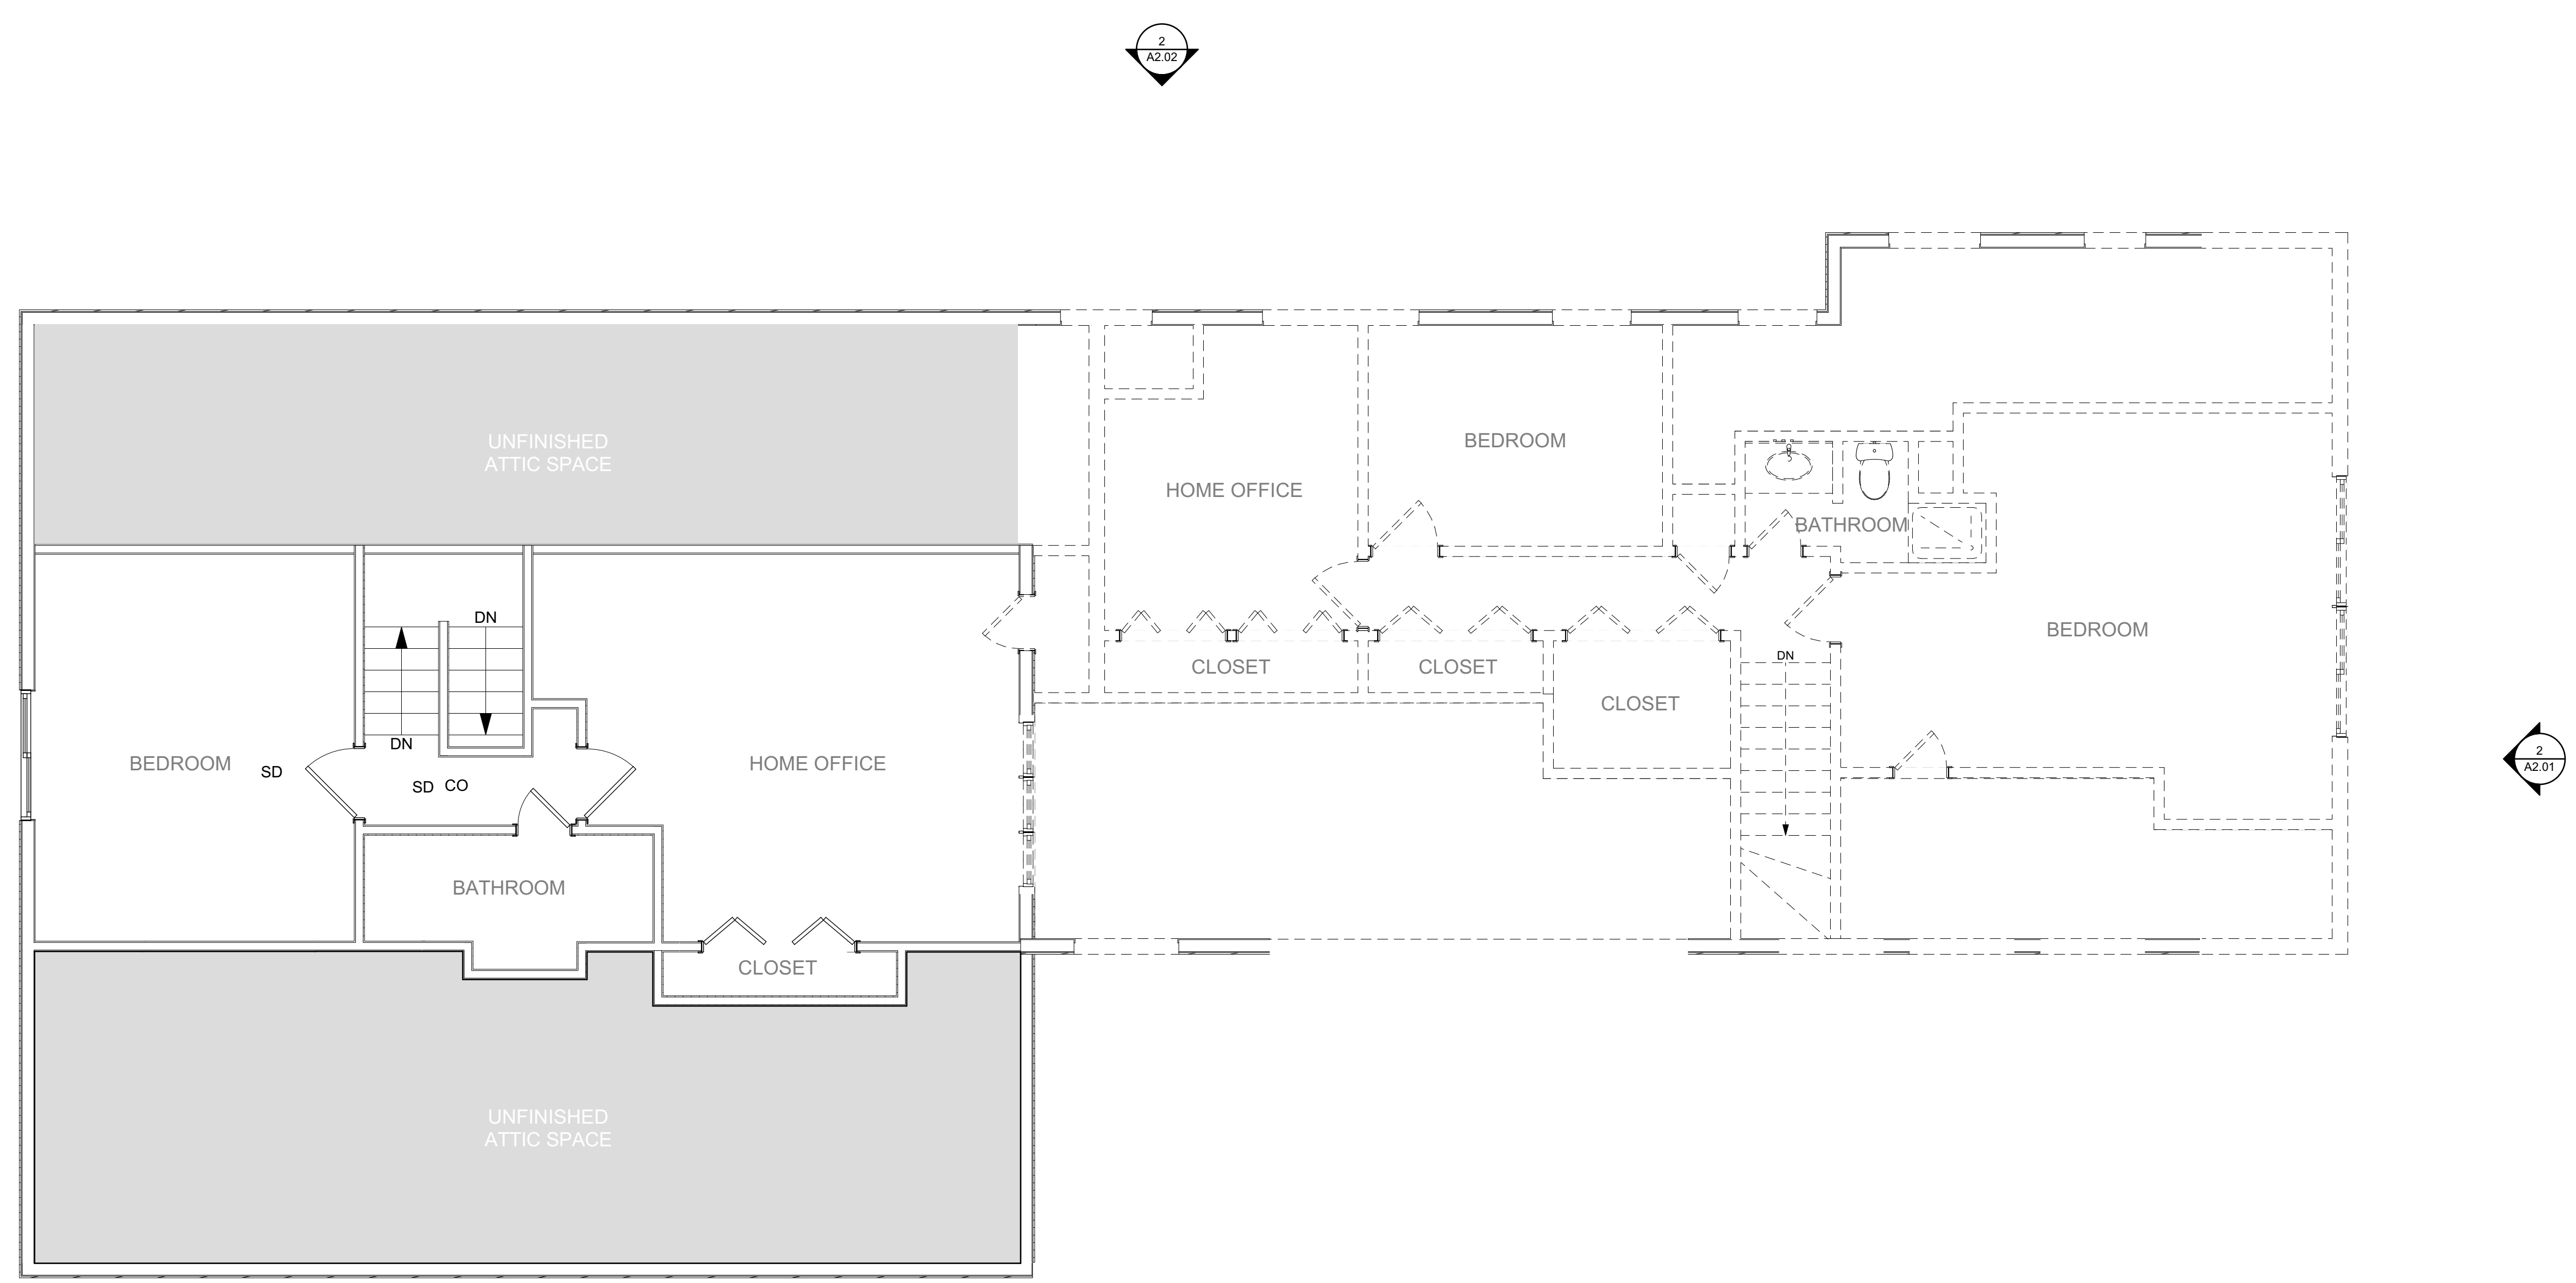 2
A2.02
UNFINISHED
ATTIC SPACE
BEDROOM
HOME OFFICE
BATHROOM
DN
BEDROOM
DN
CLOSET
CLOSET
CLOSET
DN
BEDROOM
SD
SD CO
HOME OFFICE
2
A2.01
BATHROOM
CLOSET
UNFINISHED
ATTIC SPACE